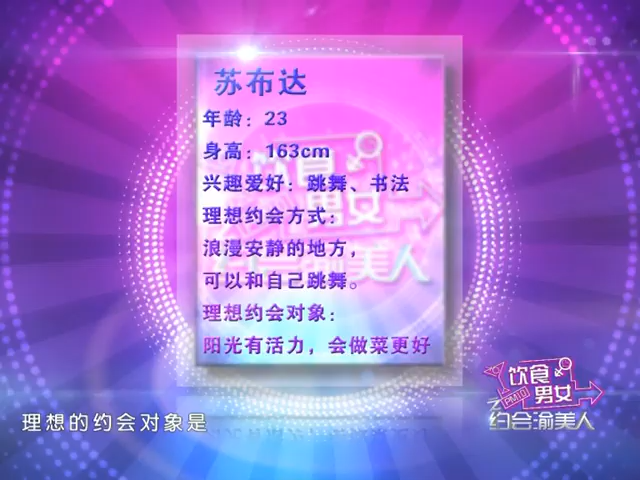 苏布达
年龄：23
身高：163cm
兴趣爱好：跳舞、书法
理想约会方式：
浪漫安静的地方，
可以和自己跳舞。
理想约会对象：
阳光有活力，会做菜更好
理想的约会对象是
饮食
PM10
男女
之
约会渝美人